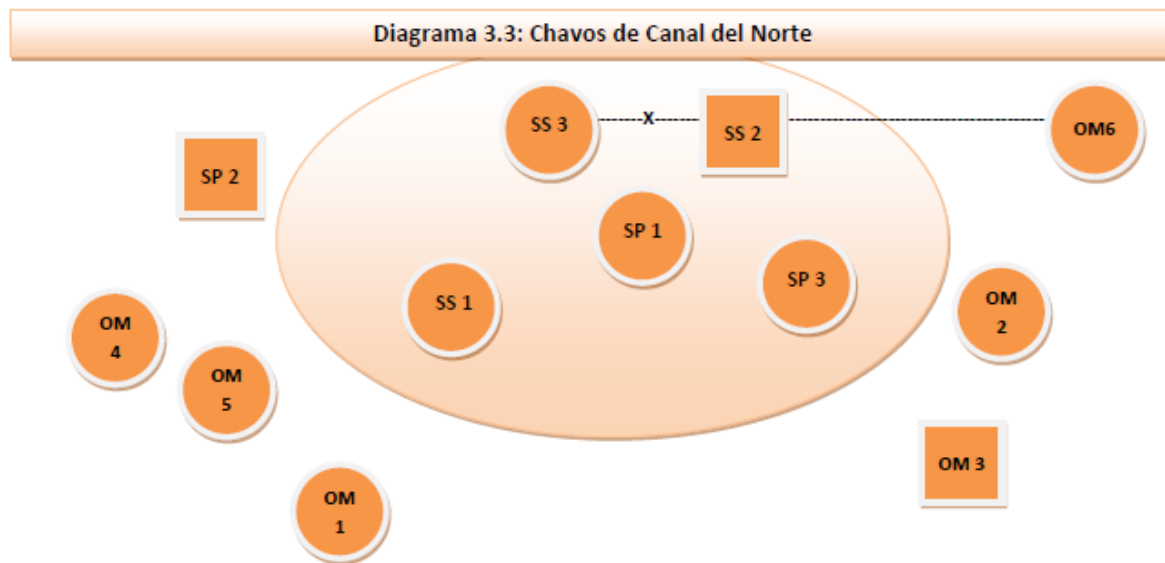 Diagrama 3.3: Chavos de Canal del Norte
SS 3
x
SS 2
OM6
SP 2
SP 1
SP 3
SS 1
OM
2
OM
4
OM
5
OM 3
OM
1